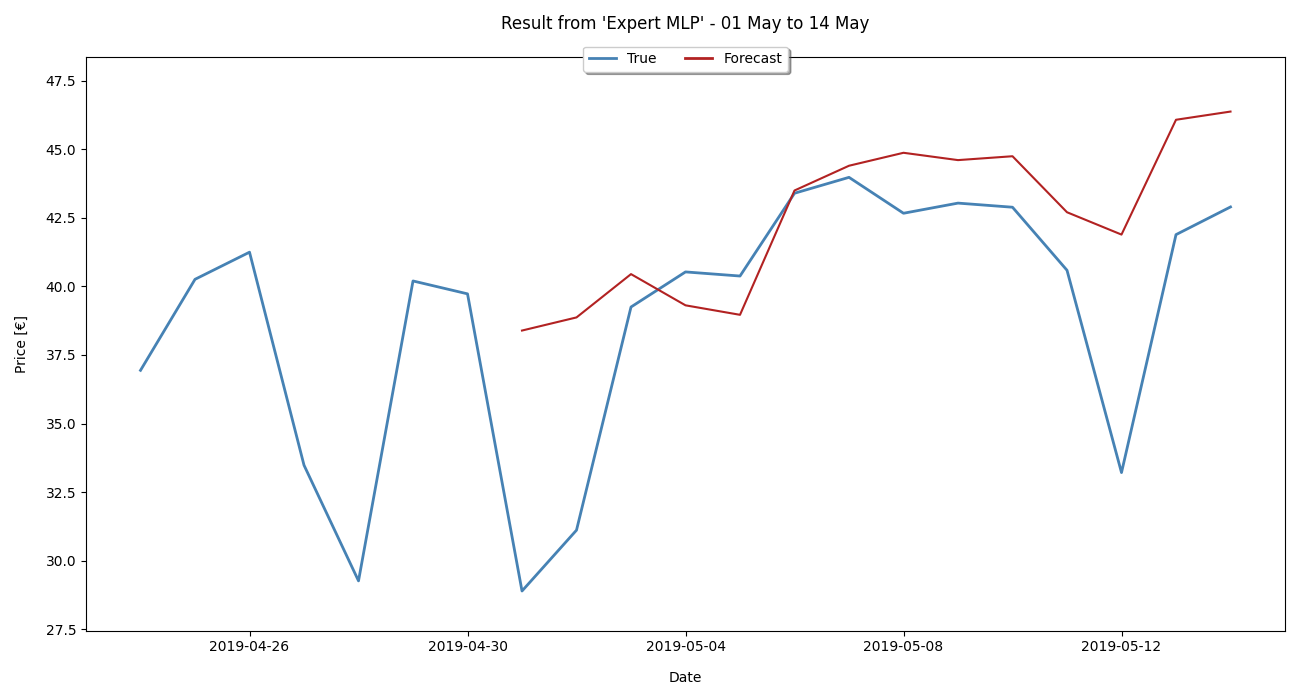 Result from 'Expert MLP' - 01 May to 14 May
True
Forecast
47.5
45.0
42.5
40.0
37.5
35.0
32.5
30.0
27.5
Price [€]
2019-04-26
2019-04-30
2019-05-04
2019-05-08
2019-05-12
Date